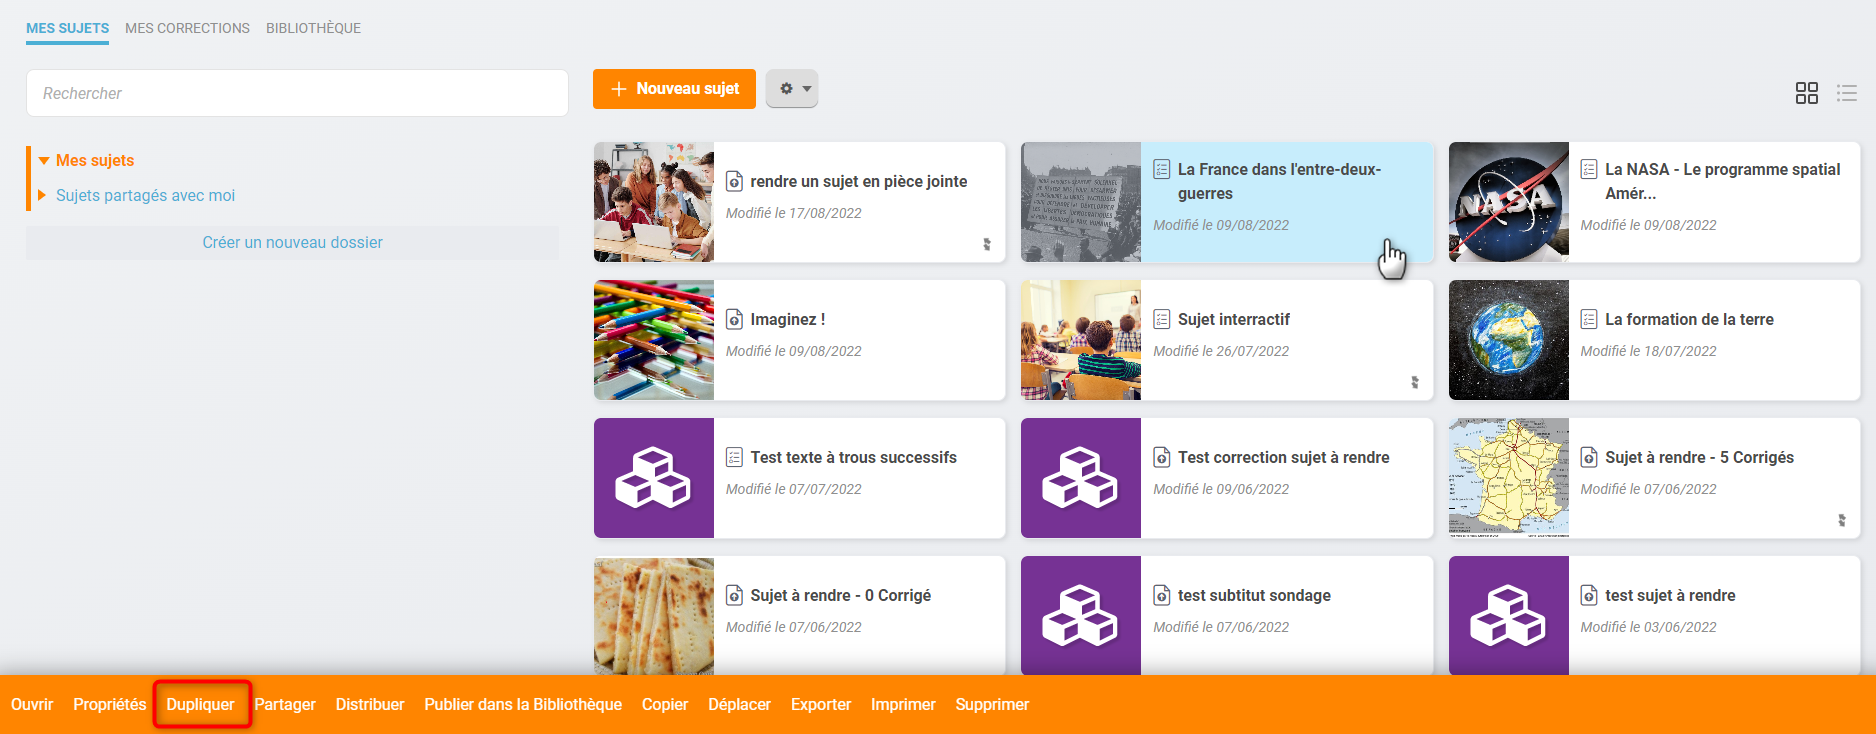 MES SUJETS MES CORRECTIONS BIBLIOTHÈQUE
Rechercher
Nouveau sujet
Mes sujets
Sujets partagés avec moi
Créer un nouveau dossier
rendre un sujet en pièce jointe
Modifié le 17/08/2022
La France dans l'entre-deux-
guerres
Modifié le 09/08/2022
NASA
La NASA - Le programme spatial
Amér...
Modifié le 09/08/2022
Imaginez !
Modifié le 09/08/2022
Sujet interractif
Modifié le 26/07/2022
La formation de la terre
Modifié le 18/07/2022
Test texte à trous successifs
Modifié le 07/07/2022
Test correction sujet à rendre
Modifié le 09/06/2022
Sujet à rendre - 5 Corrigés
Modifié le 07/06/2022
Sujet à rendre - 0 Corrigé
Modifié le 07/06/2022
test subtitut sondage
Modifié le 07/06/2022
test sujet à rendre
Modifié le 03/06/2022
Ouvrir Propriétés Dupliquer Partager Distribuer Publier dans la Bibliothèque Copier Déplacer Exporter Imprimer Supprimer